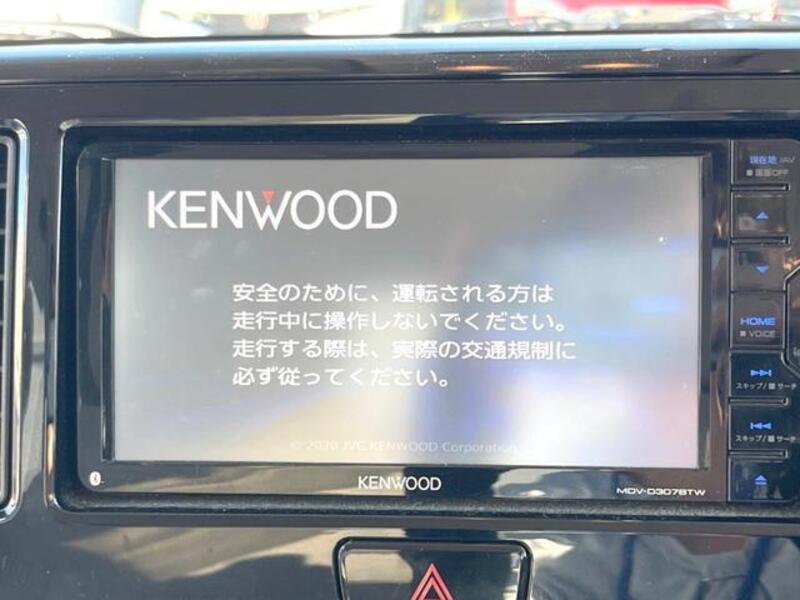 KENWOOD
安全のために、運転される方は
走行中に操作しないでください。
走行する際は、実際の交通規制に
必ず従ってください。
©2020 JVC KENWOOD Corporation
KENWOOD
MDV-D307BTW
現在地/AV
■ 画面OFF
HOME
■ VOICE
スキップ/■ サーチ
スキップ/■ サーチ